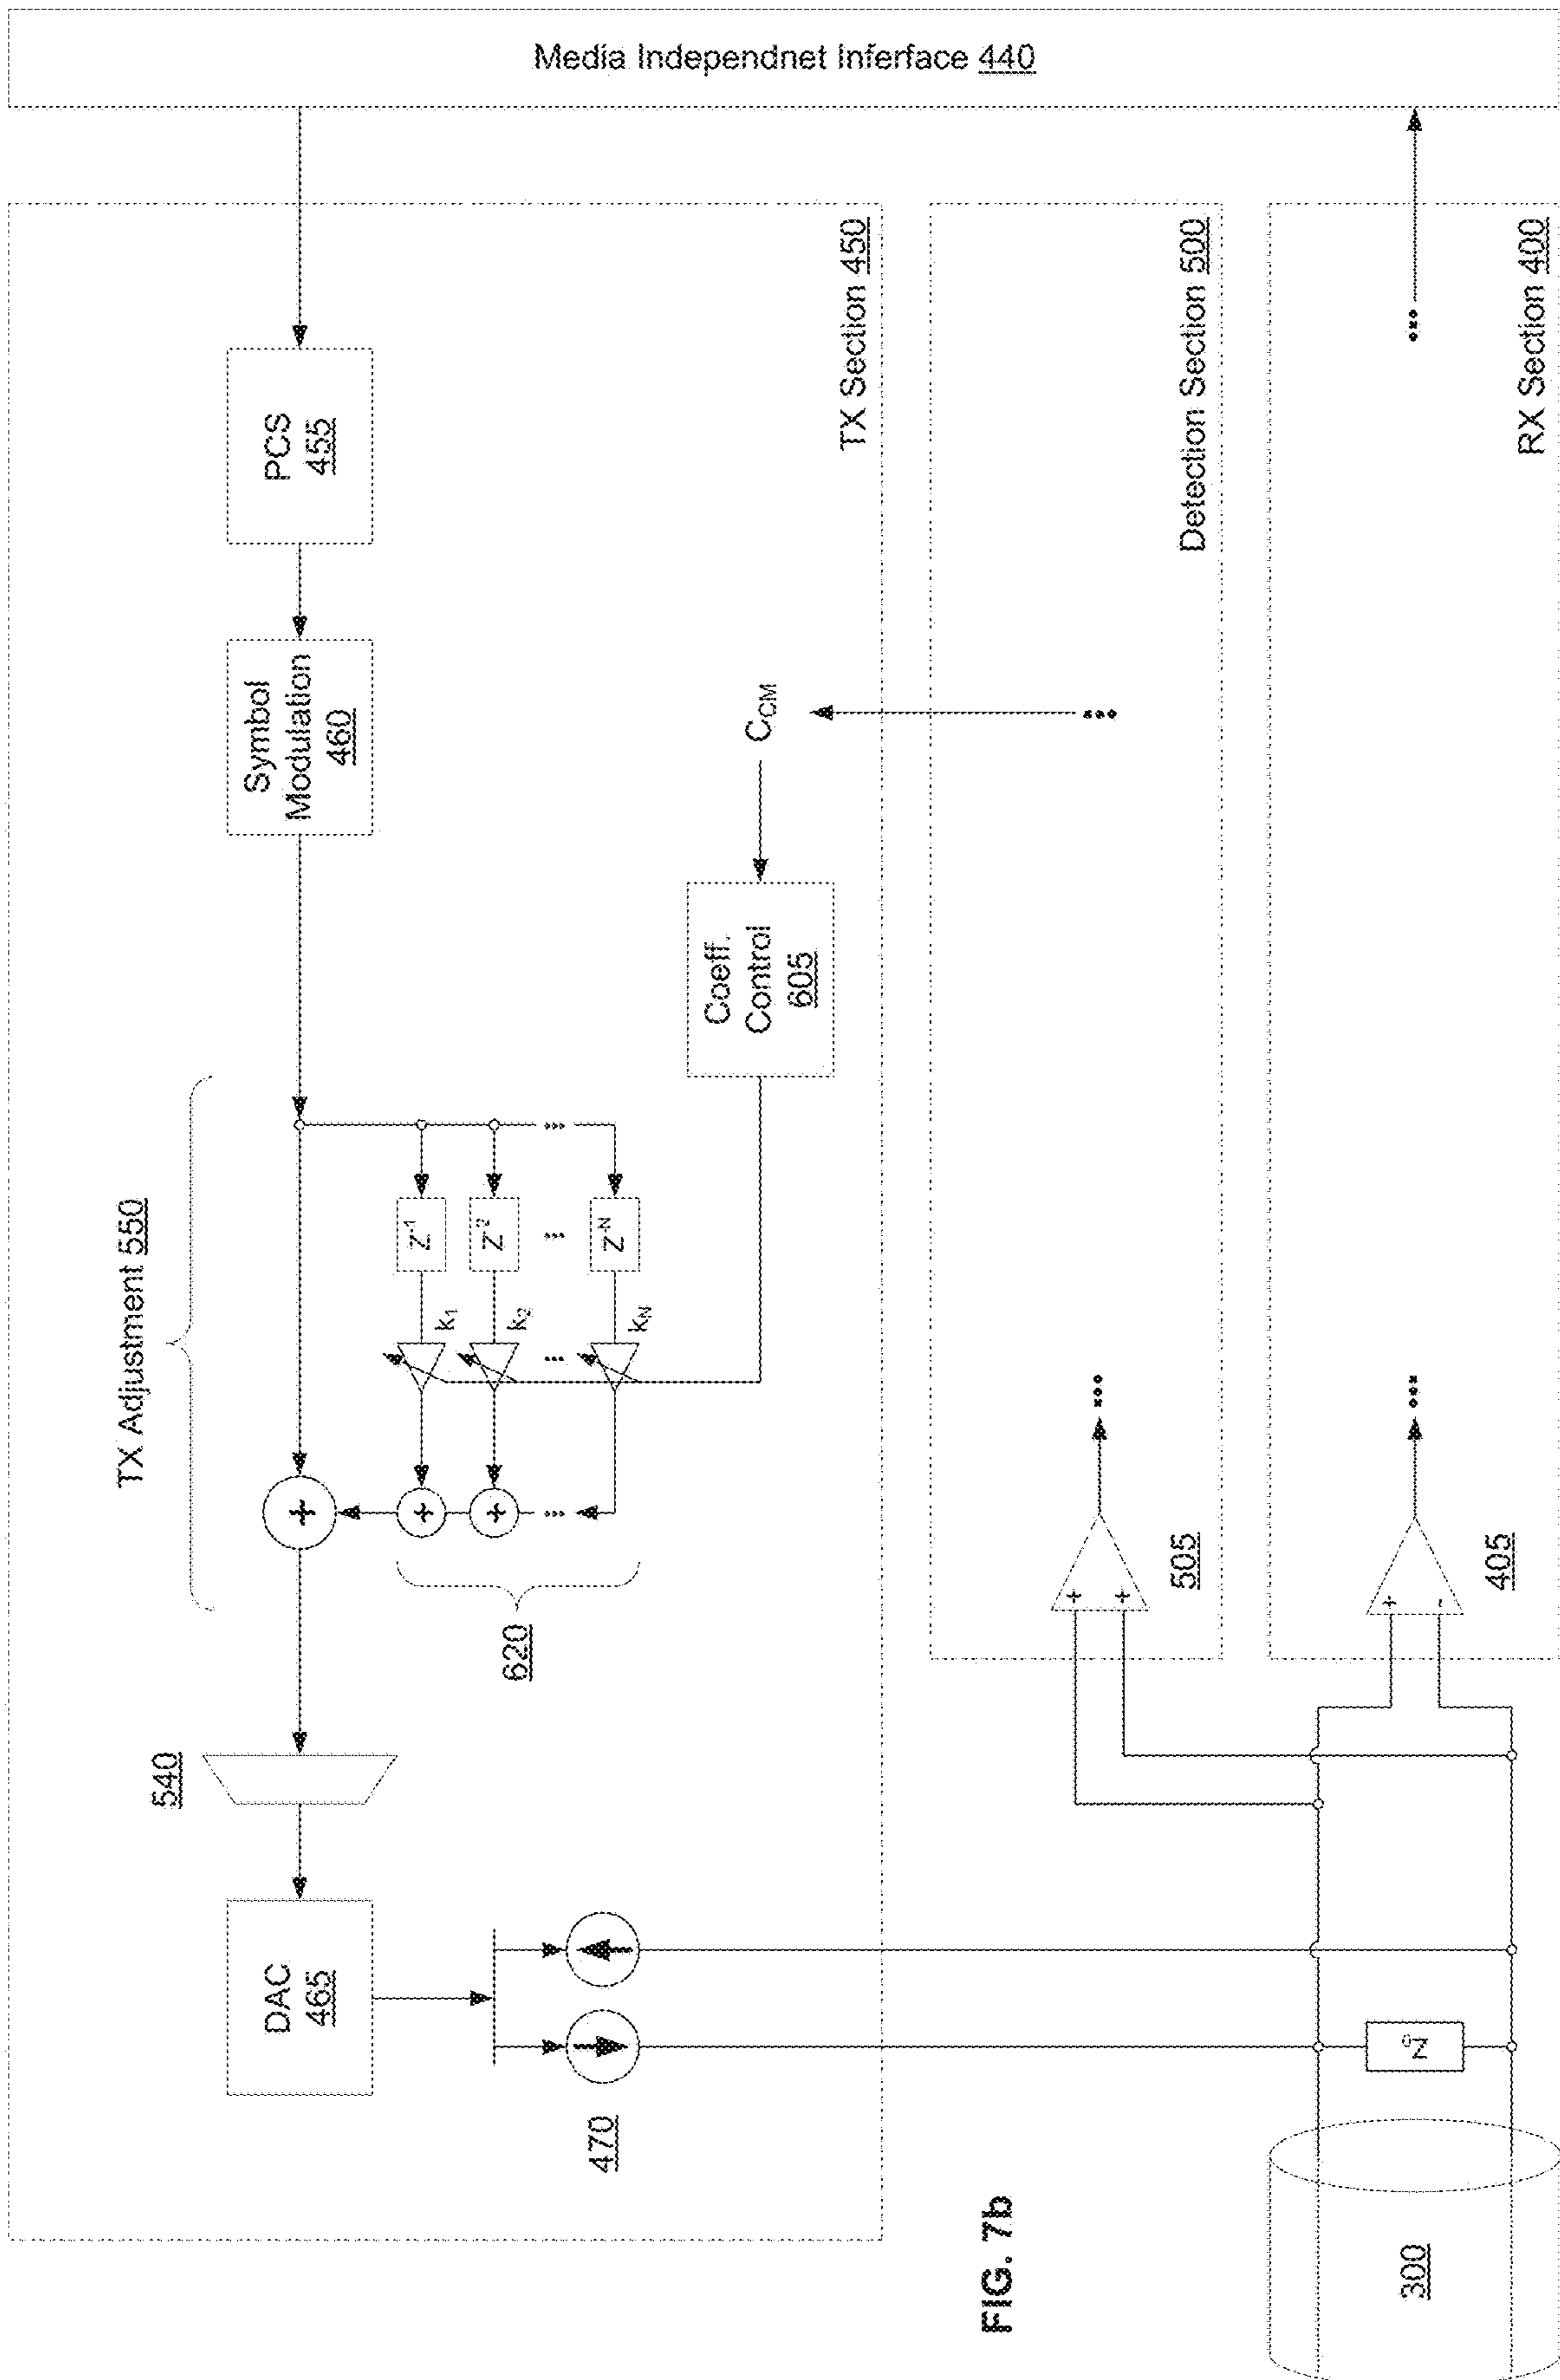 Media Independnet Inferface 440
TX Section 450
PCS
455
Symbol
Modulation
460
TX Adjustment 550
Z-1
Z-2
Z-N
k1
k2
kN
...
+
+
+
620
Coeff.
Control
605
CCM
540
DAC
465
470
Detection Section 500
...
+
+
505
...
RX Section 400
...
+
-
405
...
Z0
300
FIG. 7b